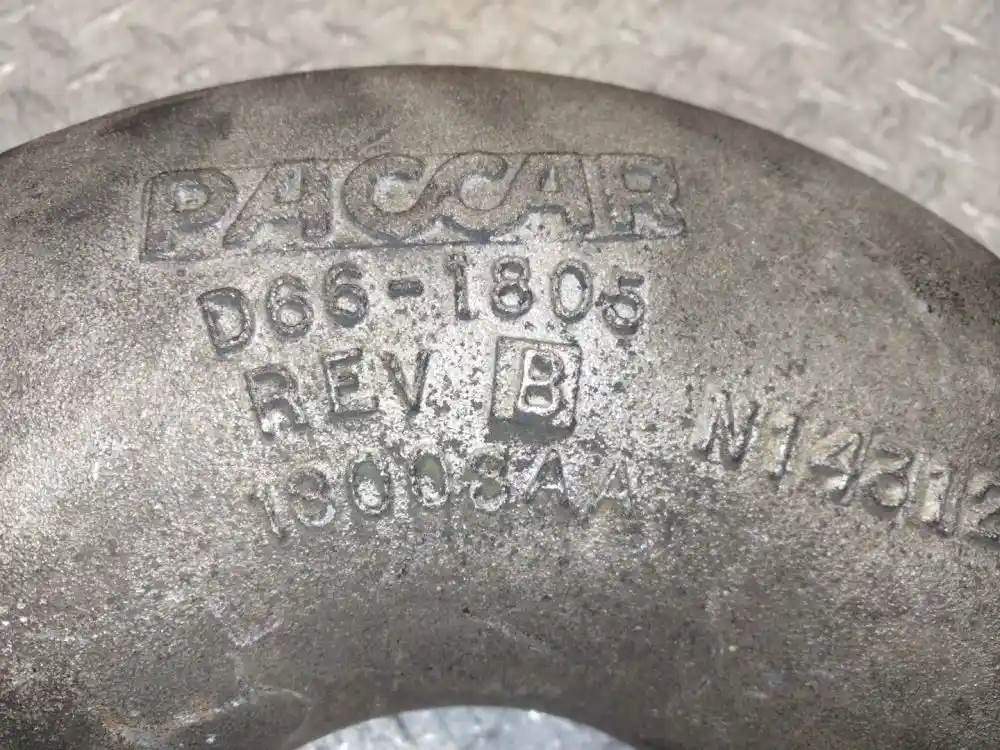 PACCAR
D66-1805
REV B
18008AA
N14312